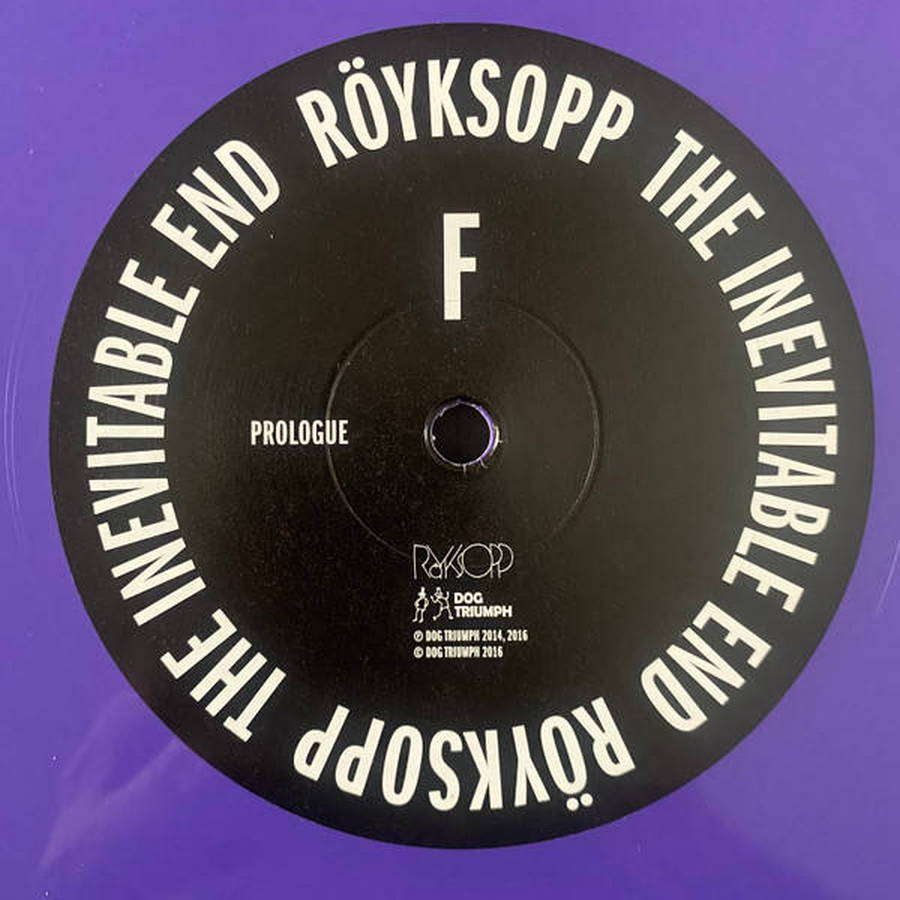 RÖYKSOPP THE INEVITABLE END RÖYKSOPP THE INEVITABLE END
F
PROLOGUE
RÖYKSOPP
DOG
TRIUMPH
℗ DOG TRIUMPH 2014, 2016
© DOG TRIUMPH 2016